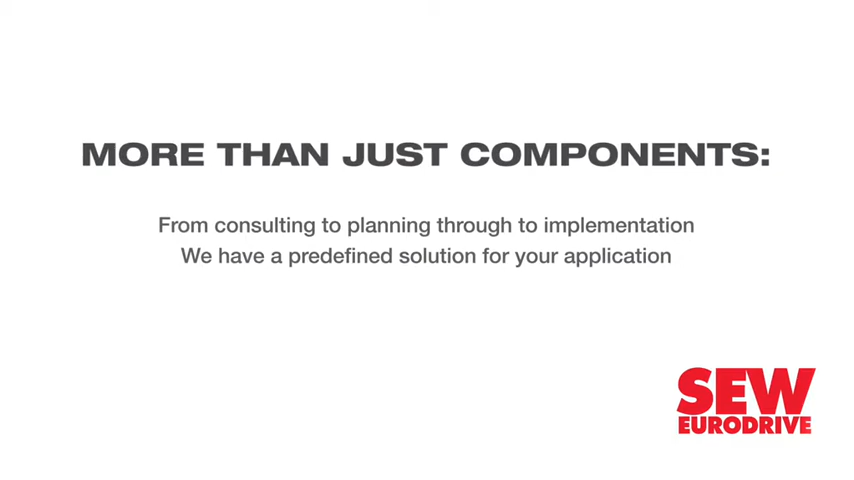 MORE THAN JUST COMPONENTS:
From consulting to planning through to implementation
We have a predefined solution for your application
SEW
EURODRIVE